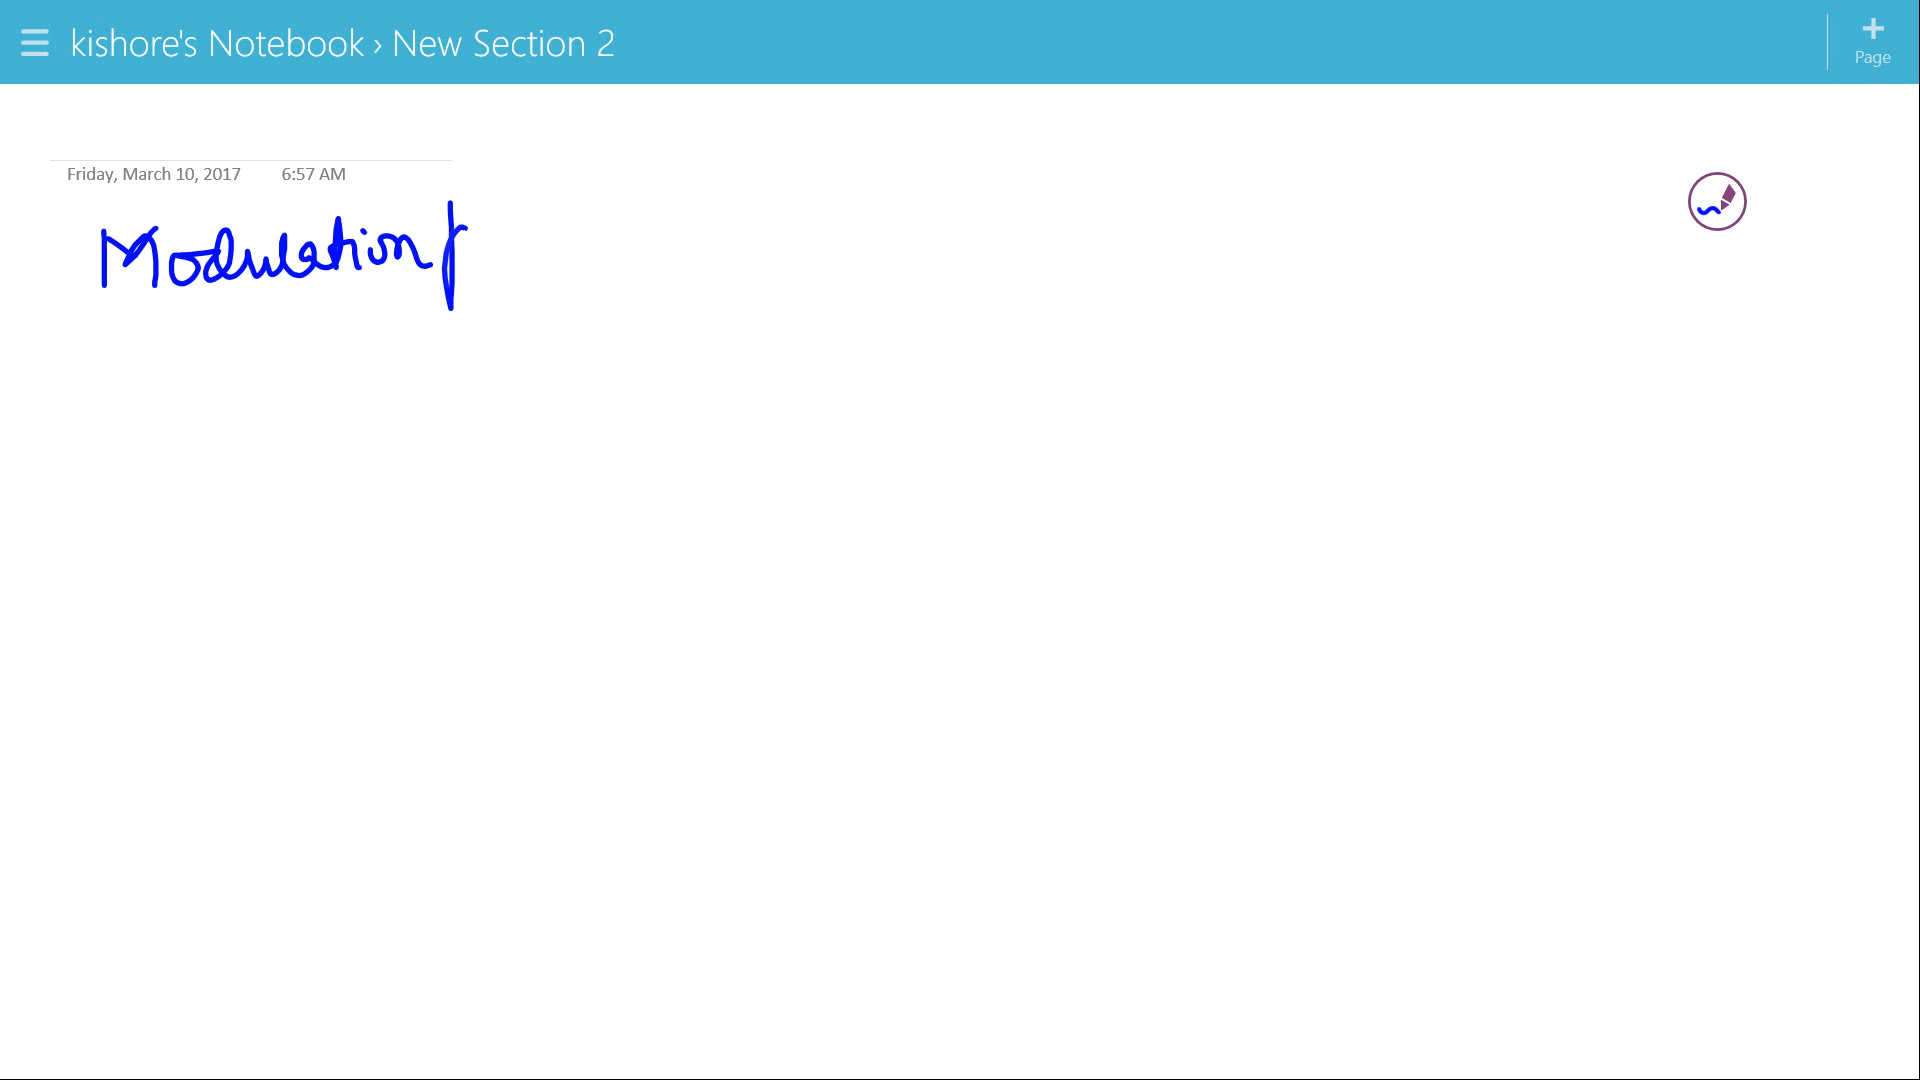 kishore's Notebook › New Section 2
Page
Friday, March 10, 2017 6:57 AM
Modulation